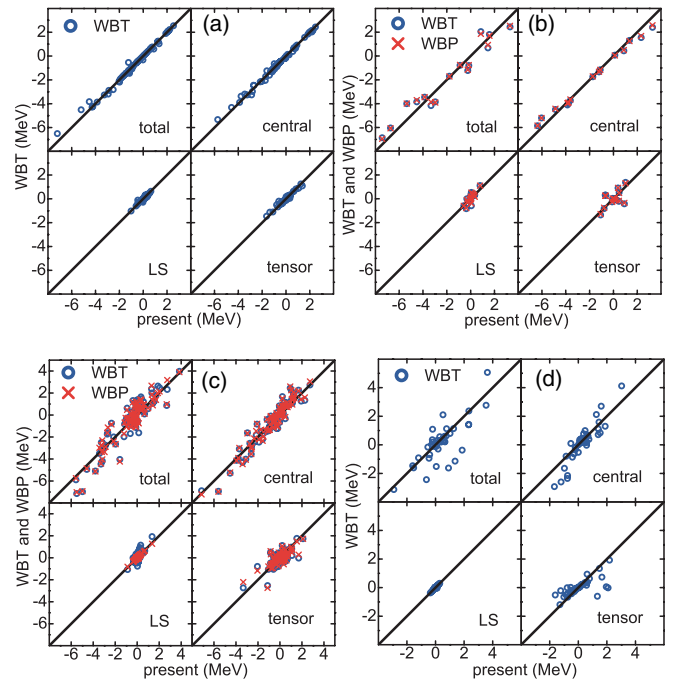 WBT (a)
2
0
-2
-4
-6
total central
2
0
-2
-4
-6
LS tensor
-6 -4 -2 0 2 -6 -4 -2 0 2
WBT (MeV)
present (MeV)
WBT (b)
WBP
2
0
-2
-4
-6
total central
2
0
-2
-4
-6
LS tensor
-6 -4 -2 0 2 -6 -4 -2 0 2
WBT and WBP (MeV)
present (MeV)
WBT (c)
WBP
4
2
0
-2
-4
-6
total central
4
2
0
-2
-4
-6
LS tensor
-8 -6 -4 -2 0 2 4 -6 -4 -2 0 2 4
WBT and WBP (MeV)
present (MeV)
WBT (d)
4
2
0
-2
total central
4
2
0
-2
LS tensor
-2 0 2 4 -2 0 2 4
WBT (MeV)
present (MeV)